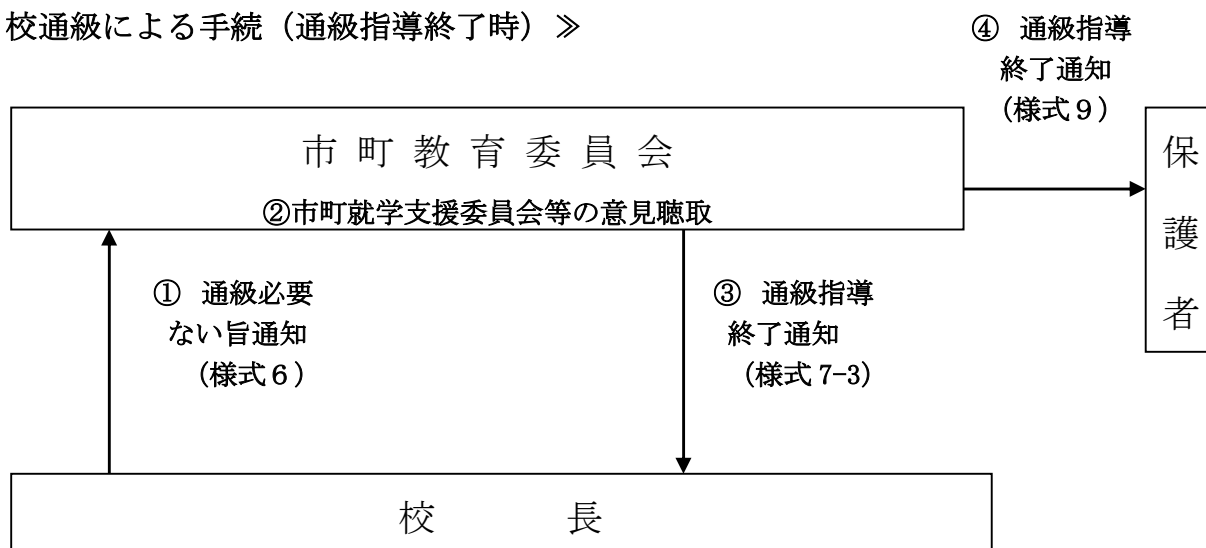 校通級による手続（通級指導終了時）≫
④　通級指導
終了通知
（様式９）
市 町 教 育 委 員 会
②市町就学支援委員会等の意見聴取
保
護
者
①　通級必要
ない旨通知
（様式６）
③　通級指導
終了通知
（様式 7-3）
校　　　長